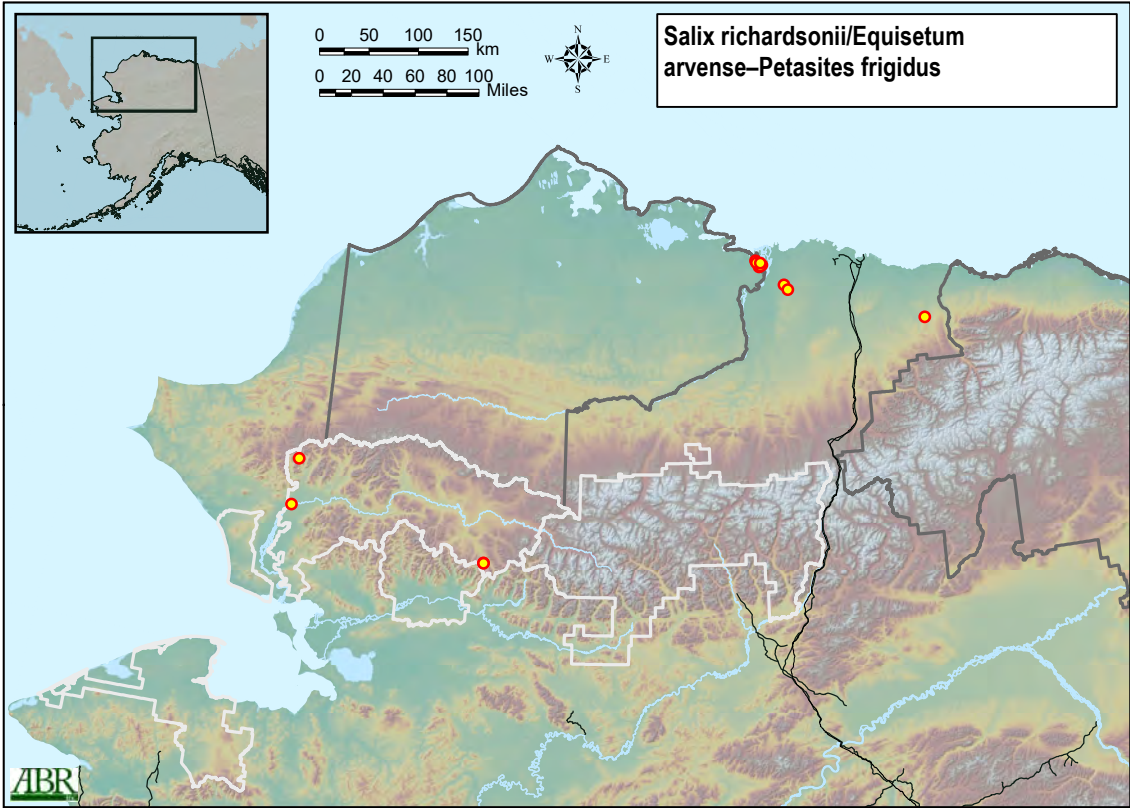 0 50 100 150
km
0 20 40 60 80 100
Miles
N
W E
S
Salix richardsonii/Equisetum
arvense–Petasites frigidus
ABR